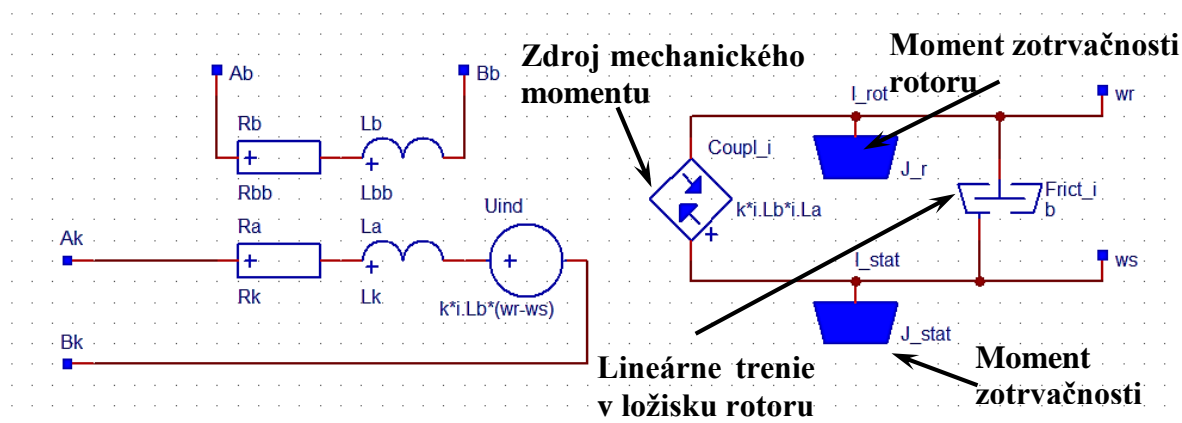 Zdroj mechanického
momentu
Moment zotrvačnosti
rotoru
Ab
Bb
wr
I_rot
Rb
Lb
+
+
Coupl_i
J_r
Rbb
Lbb
Frict_i
b
Uind
k*i.Lb*i.La
Ra
La
+
Ak
+
+
+
I_stat
ws
Rk
Lk
k*i.Lb*(wr-ws)
Bk
J_stat
Lineárne trenie
v ložisku rotoru
Moment
zotrvačnosti